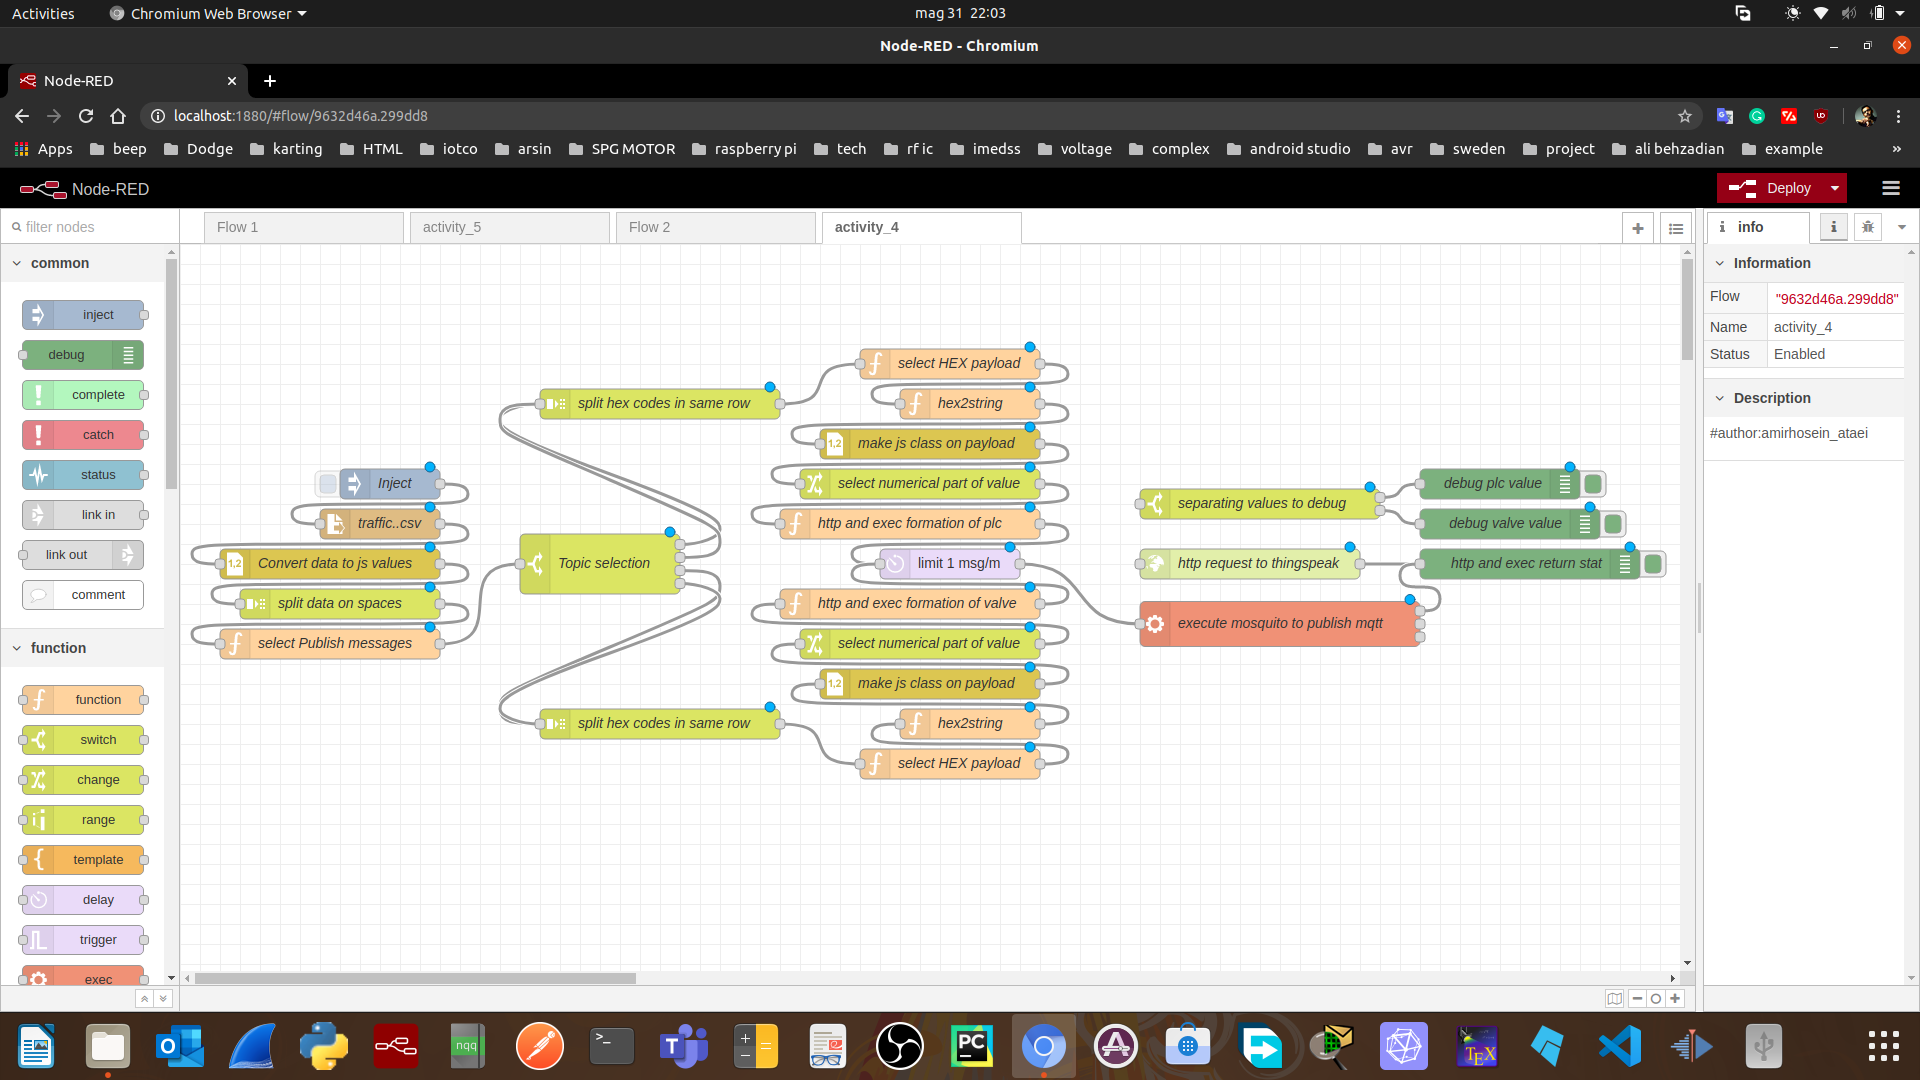 Activities
Chromium Web Browser
mag 31 22:03
Node-RED - Chromium
Node-RED
localhost:1880/#flow/9632d46a.299dd8
Apps
beep
Dodge
karting
HTML
iotco
arsin
SPG MOTOR
raspberry pi
tech
rf ic
imedss
voltage
complex
android studio
avr
sweden
project
ali behzadian
example
»
Node-RED
Deploy
filter nodes
Flow 1
activity_5
Flow 2
activity_4
info
common
inject
debug
complete
catch
status
link in
link out
comment
function
function
switch
change
range
template
delay
trigger
exec
Inject
traffic..csv
Convert data to js values
split data on spaces
select Publish messages
Topic selection
split hex codes in same row
split hex codes in same row
select HEX payload
hex2string
make js class on payload
select numerical part of value
http and exec formation of plc
limit 1 msg/m
http and exec formation of valve
select numerical part of value
make js class on payload
hex2string
select HEX payload
separating values to debug
http request to thingspeak
execute mosquito to publish mqtt
debug plc value
debug valve value
http and exec return stat
Information
Flow "9632d46a.299dd8"
Name activity_4
Status Enabled
Description
#author:amirhosein_ataei
nqq
PC
TEX